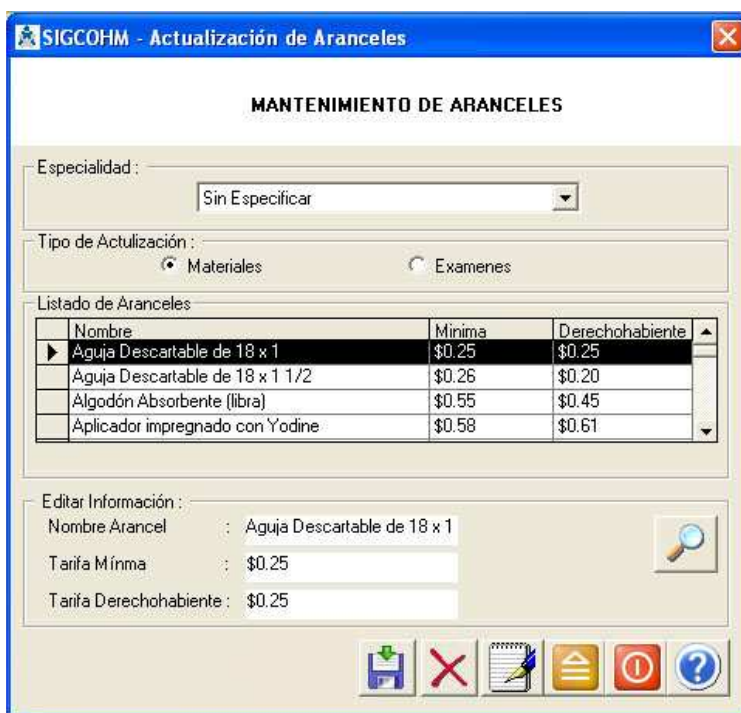 SIGCOHM - Actualización de Aranceles
MANTENIMIENTO DE ARANCELES
Especialidad :
Sin Especificar
Tipo de Actulización :
Materiales Examenes
Listado de Aranceles
Nombre Minima Derechohabiente
Aguja Descartable de 18 x 1 $0.25 $0.25
Aguja Descartable de 18 x 1 1/2 $0.26 $0.20
Algodón Absorbente (libra) $0.55 $0.45
Aplicador impregnado con Yodine $0.58 $0.61
Editar Información :
Nombre Arancel : Aguja Descartable de 18 x 1
Tarifa Mínma : $0.25
Tarifa Derechohabiente : $0.25